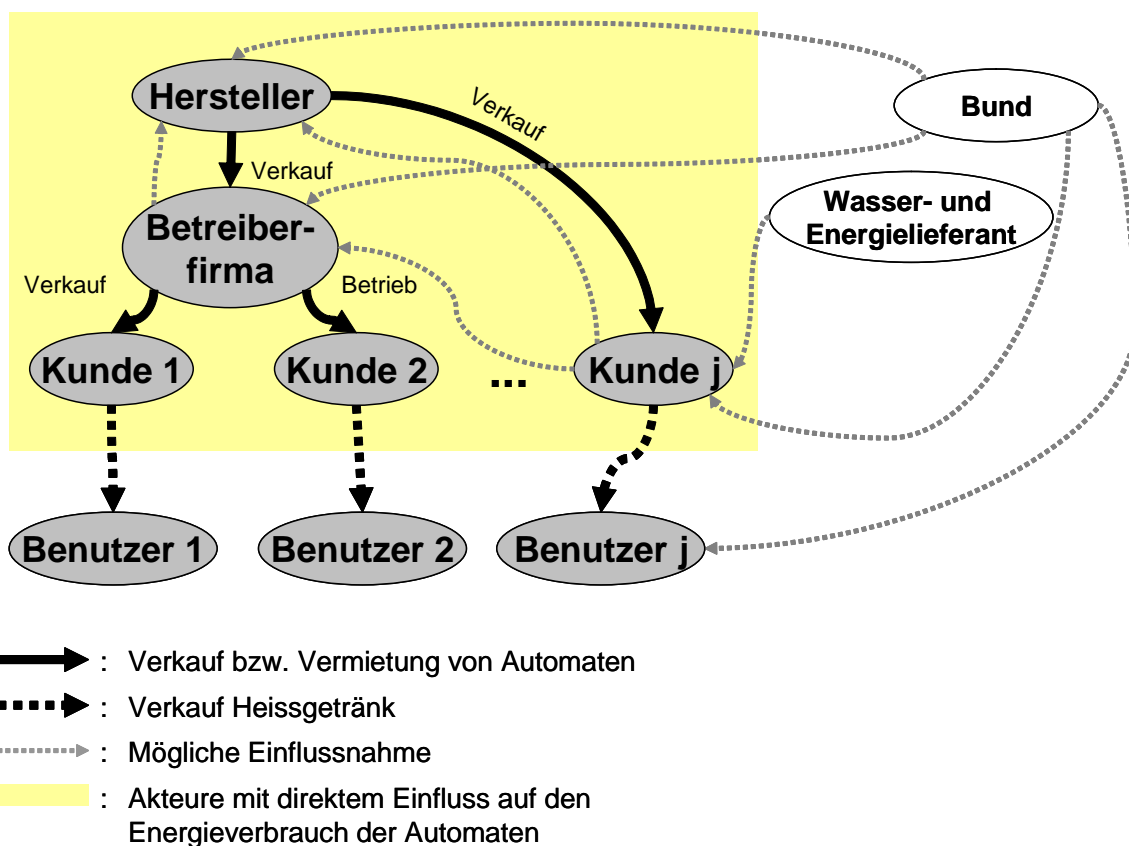 Hersteller
Verkauf
Bund
Verkauf
Wasser- und
Energielieferant
Betreiber-
firma
Verkauf
Betrieb
Kunde 1
Kunde 2
...
Kunde j
Benutzer 1
Benutzer 2
Benutzer j
: Verkauf bzw. Vermietung von Automaten
: Verkauf Heissgetränk
: Mögliche Einflussnahme
: Akteure mit direktem Einfluss auf den
Energieverbrauch der Automaten